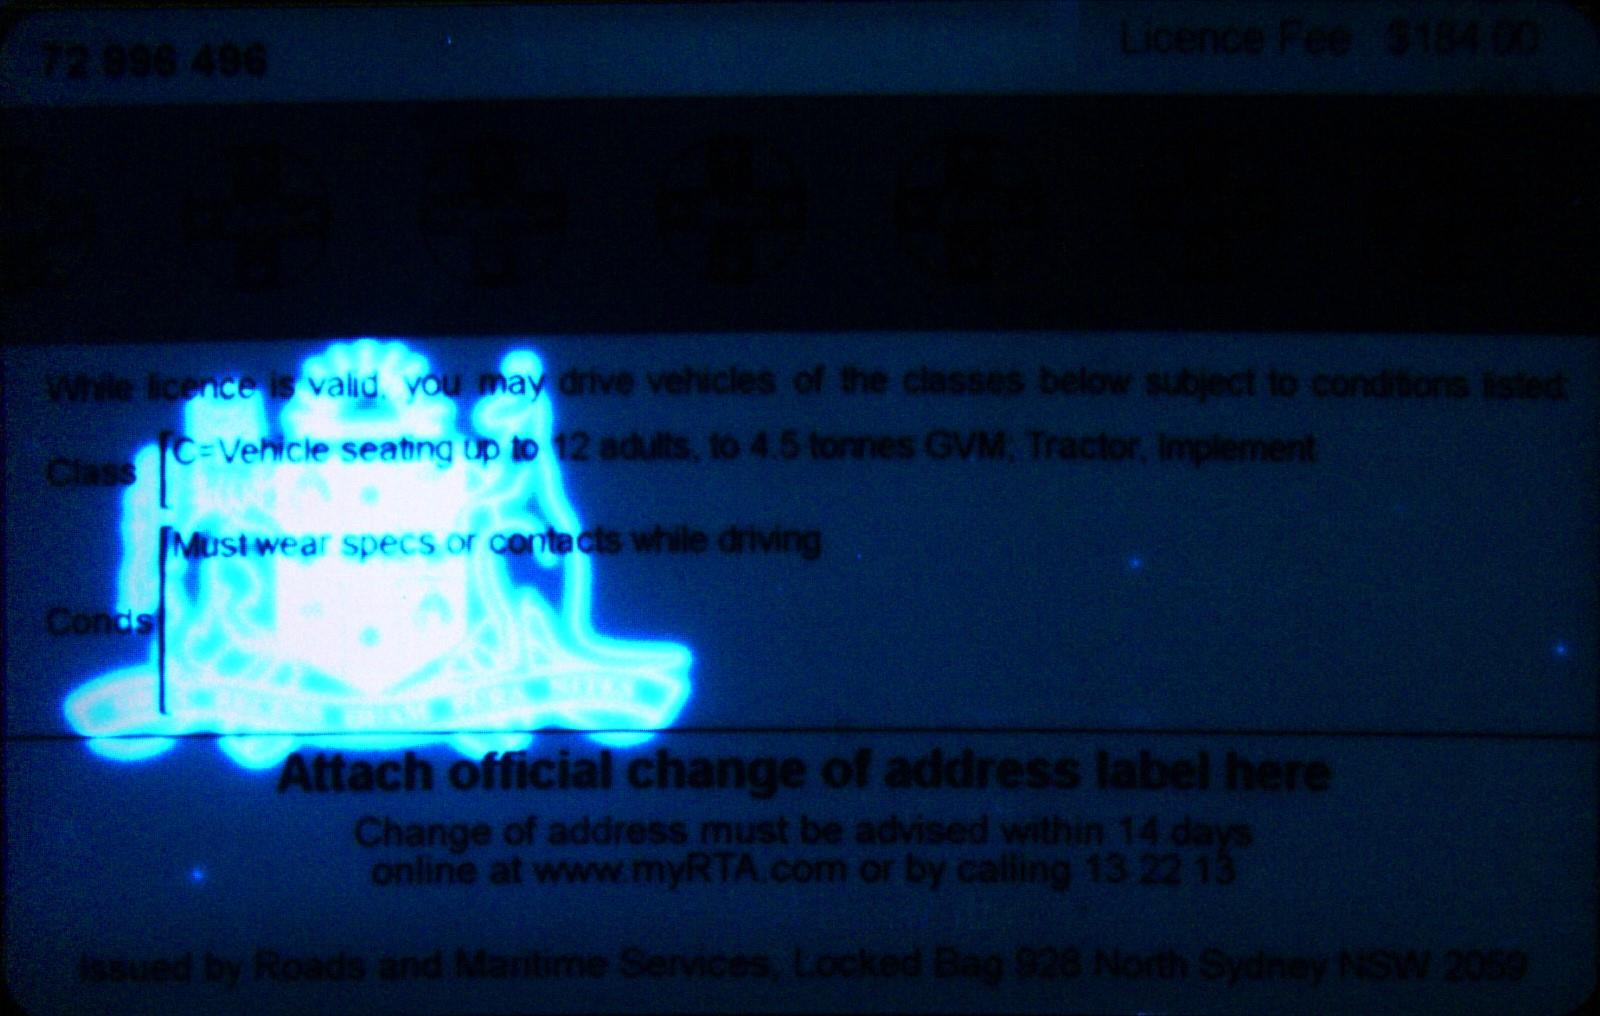 72 996 496
Licence Fee $184.00
While licence is valid, you may drive vehicles of the classes below subject to conditions listed:
Class
C=Vehicle seating up to 12 adults, to 4.5 tonnes GVM; Tractor, Implement
Must wear specs or contacts while driving
Conds
Attach official change of address label here
Change of address must be advised within 14 days
online at www.myRTA.com or by calling 13 22 13
Issued by Roads and Maritime Services, Locked Bag 928 North Sydney NSW 2059